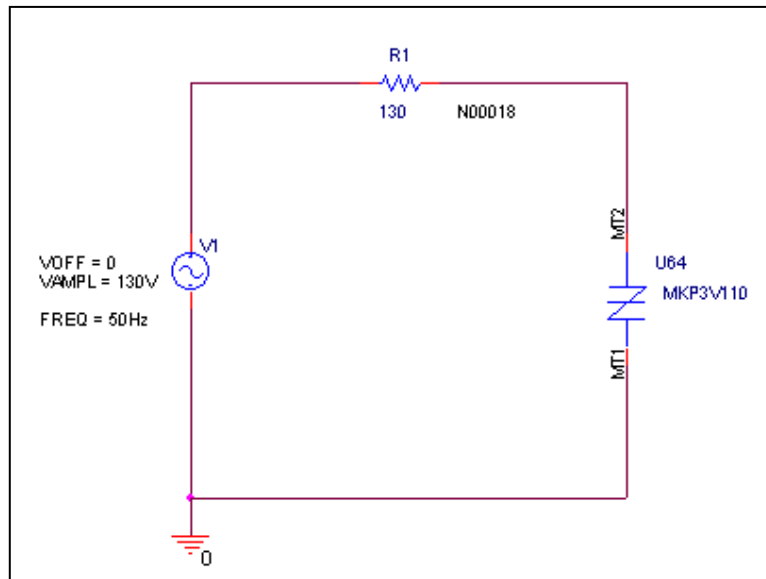 R1
130
N00018
MT2
V1
VOFF = 0
VAMPL = 130V
FREQ = 50Hz
U64
MKP3V110
MT1
0